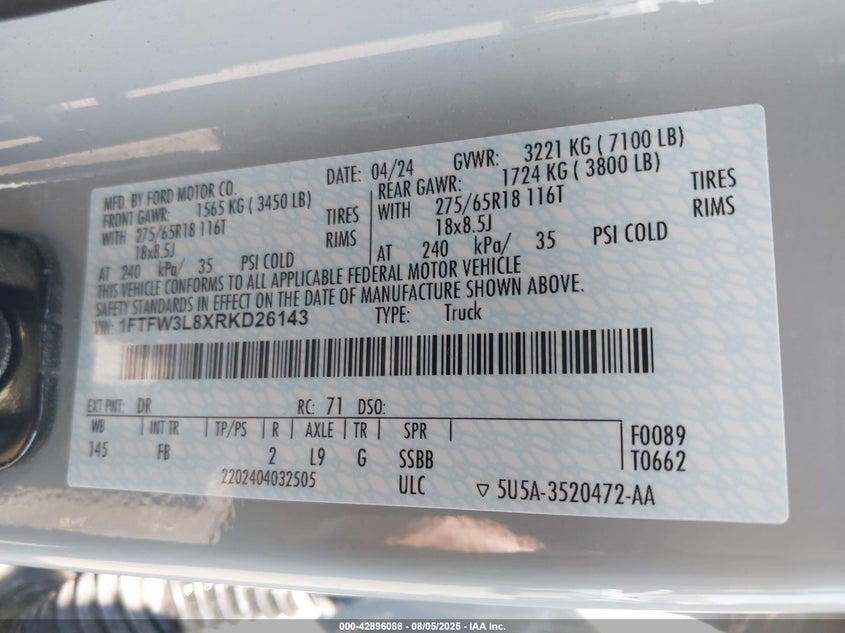 MFD. BY FORD MOTOR CO.
DATE: 04/24
GVWR: 3221 KG ( 7100 LB)
FRONT GAWR: 1565 KG ( 3450 LB)
REAR GAWR: 1724 KG ( 3800 LB)
WITH 275/65R18 116T TIRES
WITH 275/65R18 116T TIRES
18x8.5J RIMS
18x8.5J RIMS
AT 240 kPa/ 35 PSI COLD
AT 240 kPa/ 35 PSI COLD
THIS VEHICLE CONFORMS TO ALL APPLICABLE FEDERAL MOTOR VEHICLE
SAFETY STANDARDS IN EFFECT ON THE DATE OF MANUFACTURE SHOWN ABOVE.
VIN: 1FTFW3L8XRKD26143 TYPE: Truck
EXT PNT: DR RC: 71 DSO:
WB INT TR TP/PS R AXLE TR SPR
145 FB 2 L9 G SSBB
F0089
T0662
2202404032505 ULC 5U5A-3520472-AA
000-42896088 - 08/05/2025 - IAA Inc.